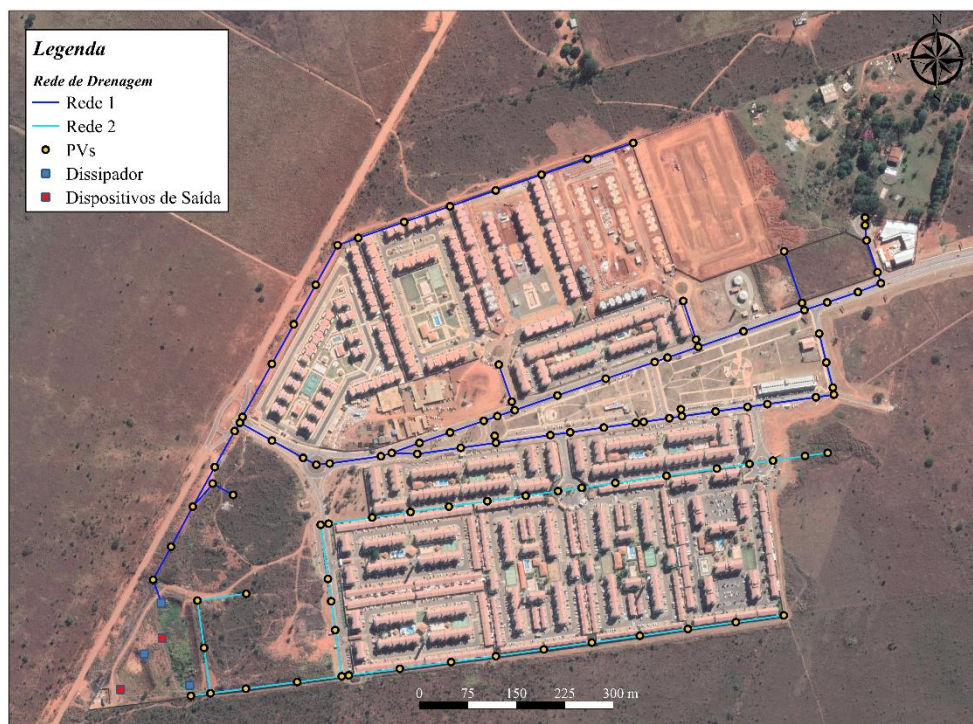 Legenda
Rede de Drenagem
Rede 1
Rede 2
PVs
Dissipador
Dispositivos de Saída
N
W
0 75 150 225 300 m